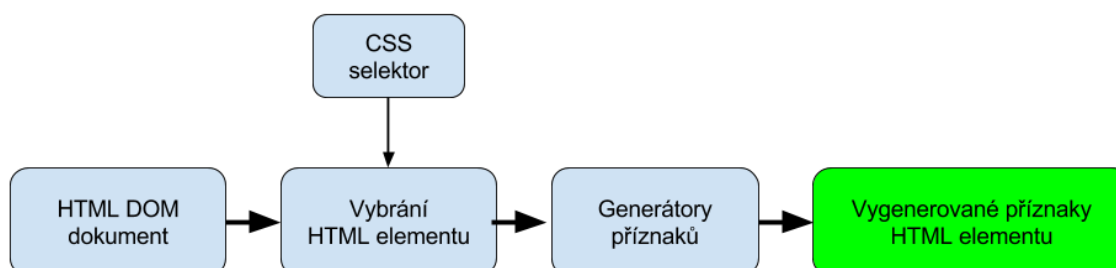 CSS
selektor
HTML DOM
dokument
Vybrání
HTML elementu
Generátory
příznaků
Vygenerované příznaky
HTML elementu